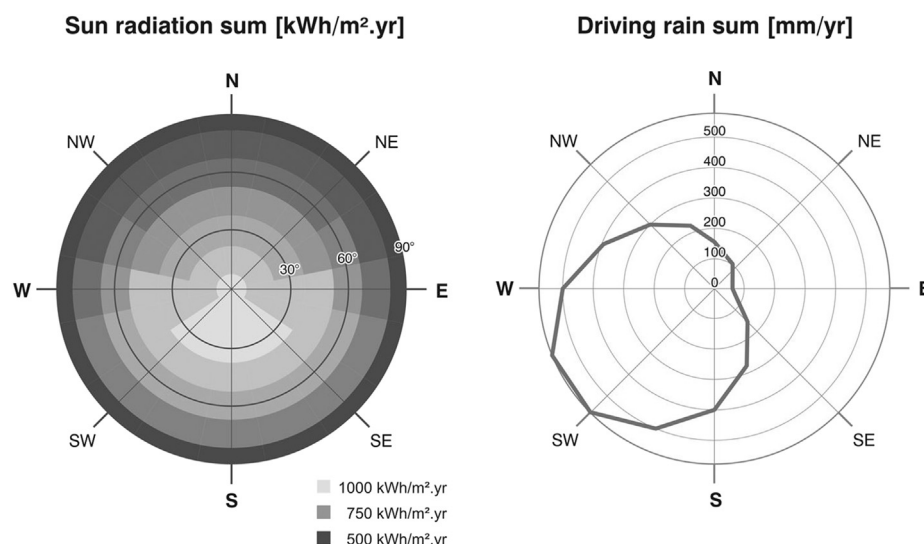 Sun radiation sum [kWh/m².yr]
N
NW
NE
90°
60°
30°
W
E
SW
SE
S
1000 kWh/m².yr
750 kWh/m².yr
500 kWh/m².yr
Driving rain sum [mm/yr]
N
NW
NE
500
400
300
200
100
0
W
E
SW
SE
S